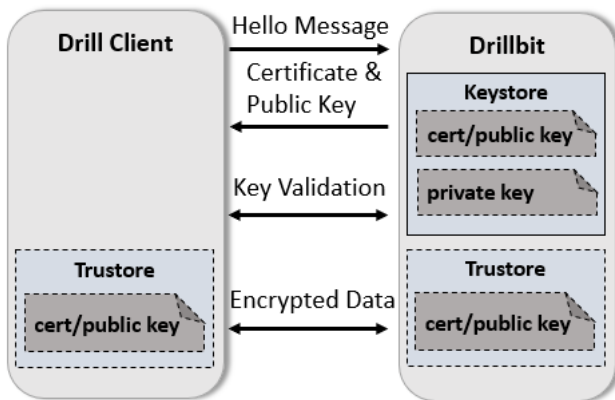 Drill Client
Trustore
cert/public key
Hello Message
Certificate &
Public Key
Key Validation
Encrypted Data
Drillbit
Keystore
cert/public key
private key
Trustore
cert/public key